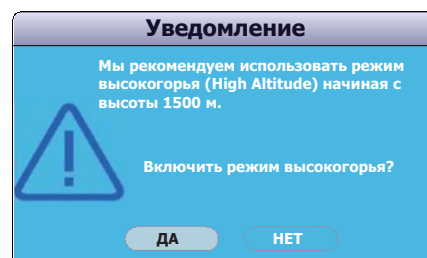 Уведомление
Мы рекомендуем использовать режим
высокогорья (High Altitude) начиная с
высоты 1500 м.
Включить режим высокогорья?
ДА НЕТ